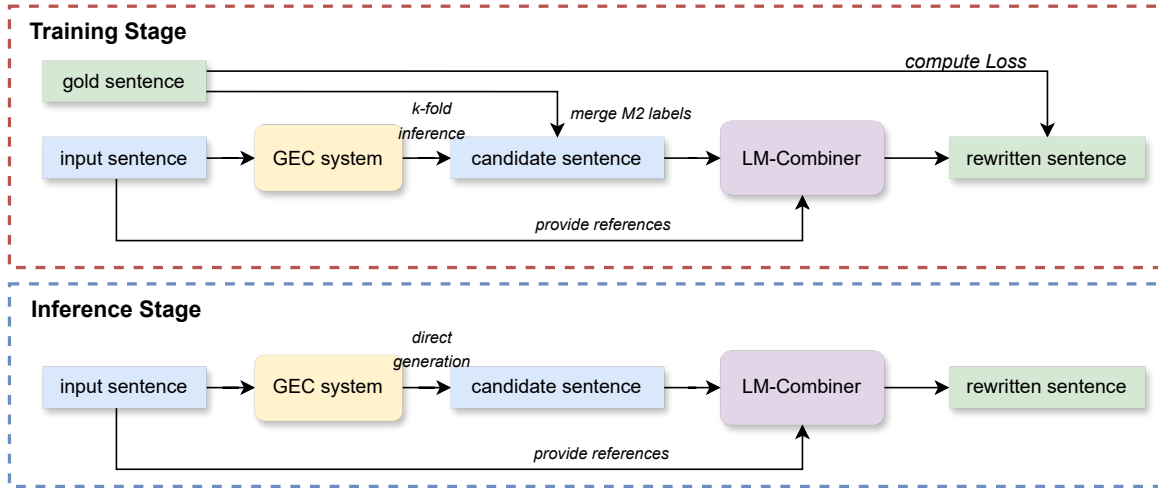 Training Stage
gold sentence
compute Loss
k-fold
inference
merge M2 labels
input sentence
GEC system
candidate sentence
LM-Combiner
rewritten sentence
provide references
Inference Stage
direct
generation
input sentence
GEC system
candidate sentence
LM-Combiner
rewritten sentence
provide references